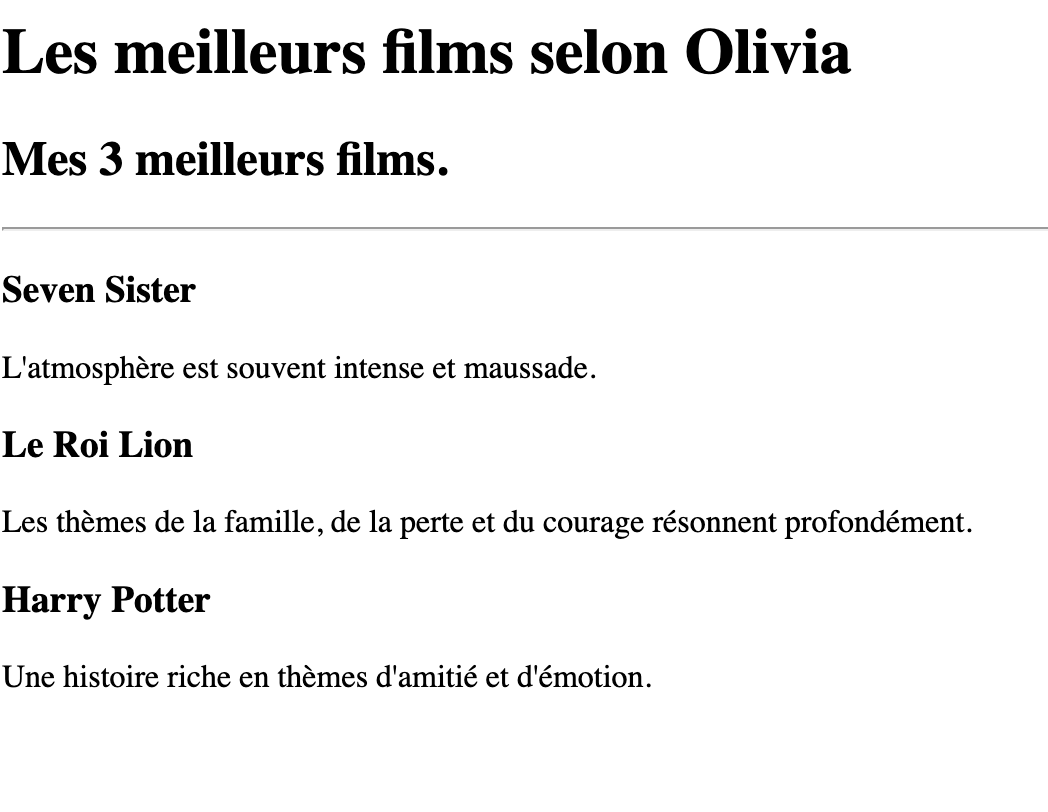 Les meilleurs films selon Olivia
Mes 3 meilleurs films.
Seven Sister
L'atmosphère est souvent intense et maussade.
Le Roi Lion
Les thèmes de la famille, de la perte et du courage résonnent profondément.
Harry Potter
Une histoire riche en thèmes d'amitié et d'émotion.